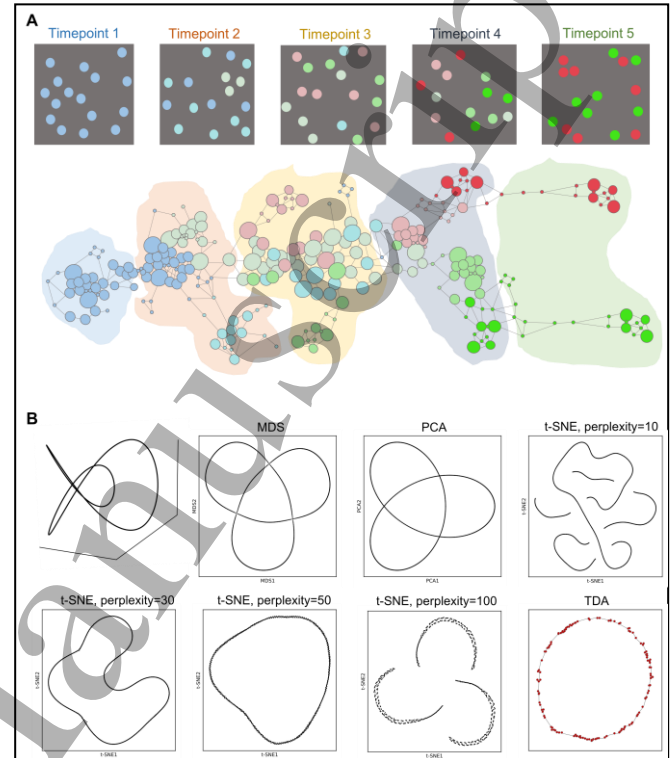 A
Timepoint 1 Timepoint 2 Timepoint 3 Timepoint 4 Timepoint 5
B
MDS PCA t-SNE, perplexity=10
MDS2 PCA2 t-SNE2
MDS1 PCA1 t-SNE1
t-SNE, perplexity=30 t-SNE, perplexity=50 t-SNE, perplexity=100 TDA
t-SNE2 t-SNE2 t-SNE2
t-SNE1 t-SNE1 t-SNE1
anuscrip